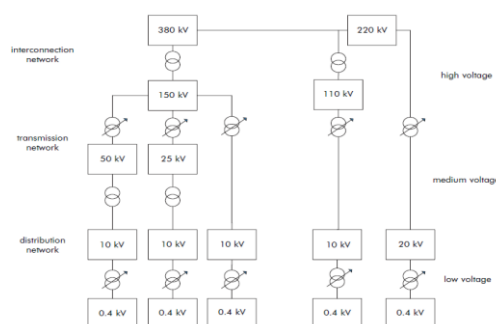 380 kV
220 kV
interconnection
network
high voltage
150 kV
110 kV
transmission
network
50 kV
25 kV
medium voltage
distribution
network
10 kV
10 kV
10 kV
10 kV
20 kV
low voltage
0.4 kV
0.4 kV
0.4 kV
0.4 kV
0.4 kV